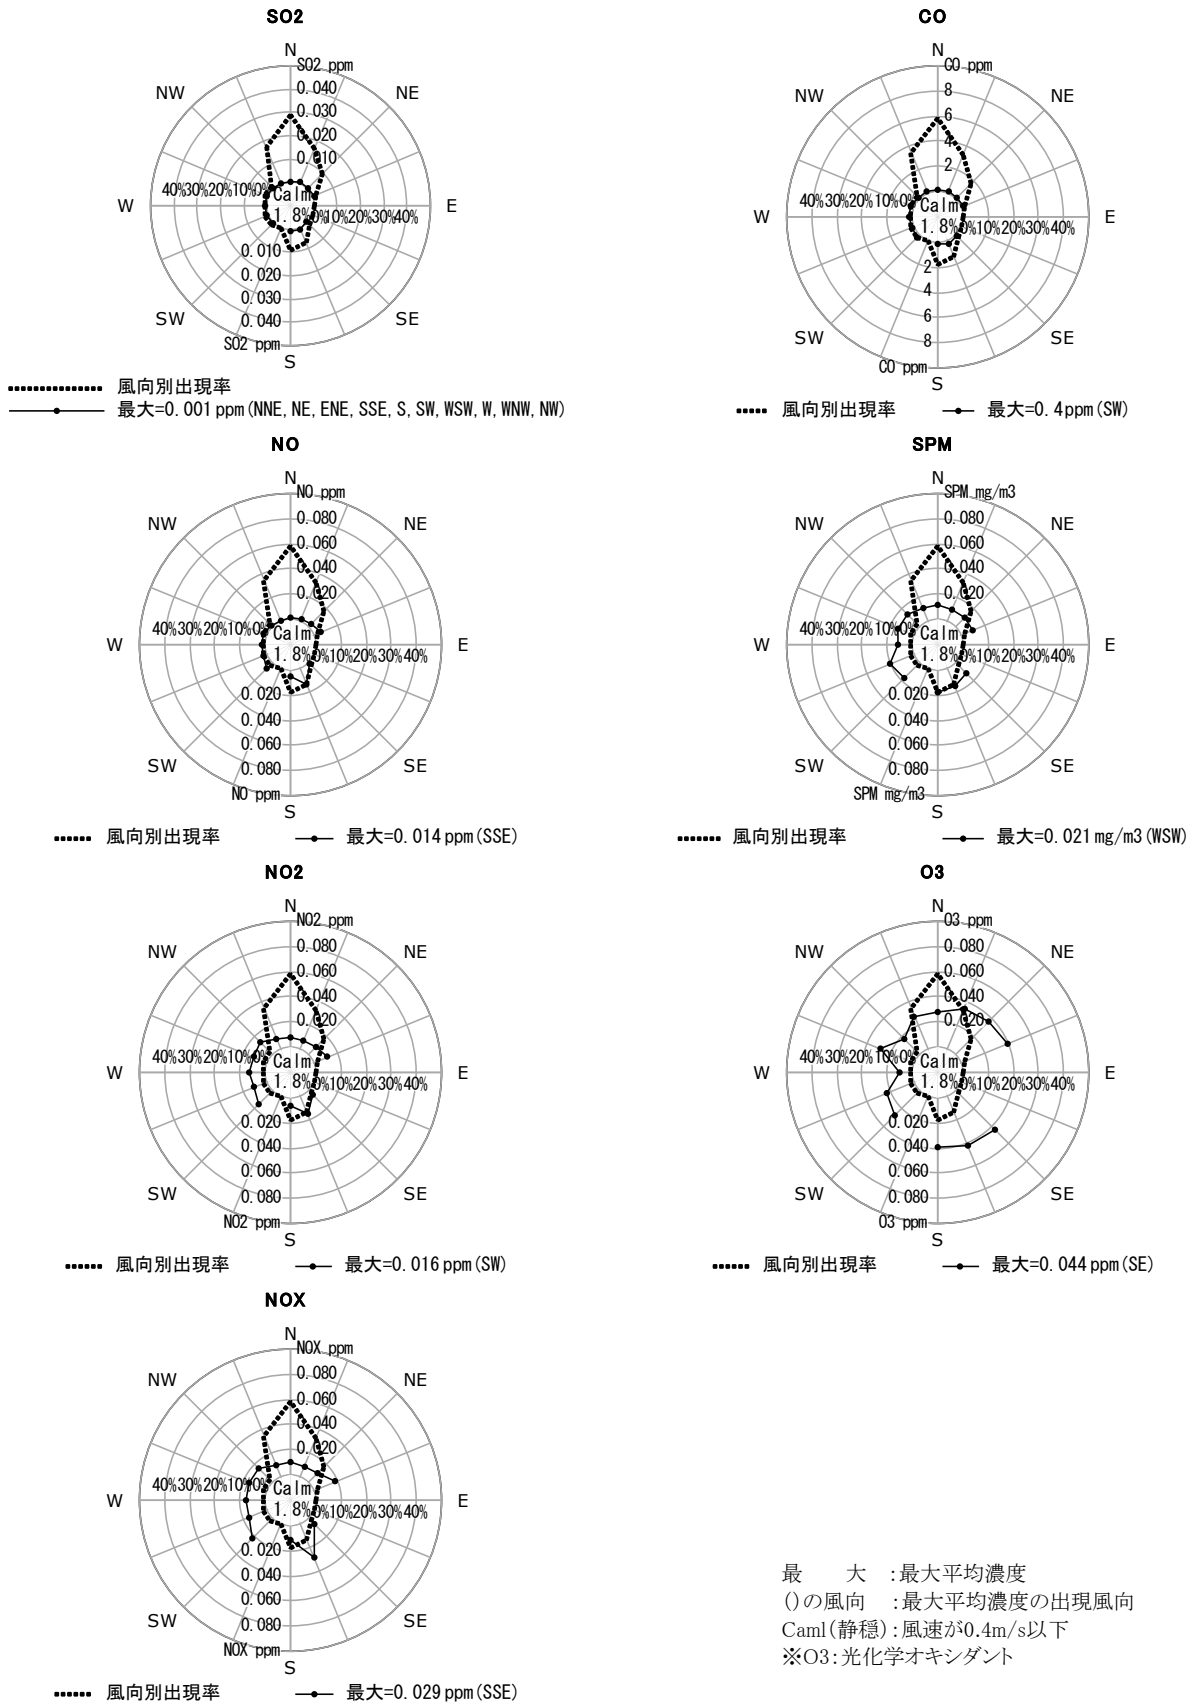 SO2
N
SO2 ppm
NW
NE
0.040
0.030
0.020
0.010
40%30%20%10%0%
Calm
W
1.8%
0%10%20%30%40%
E
0.010
0.020
0.030
0.040
SW
SE
SO2 ppm
S
風向別出現率
最大=0.001ppm(NNE,NE,ENE,SSE,S,SW,WSW,W,WNW,NW)
CO
N
CO ppm
NW
NE
8
6
4
2
40%30%20%10%0%
Calm
W
1.8%
0%10%20%30%40%
E
2
4
6
8
SW
SE
CO ppm
S
風向別出現率 最大=0.4ppm(SW)
NO
N
NO ppm
NW
NE
0.080
0.060
0.040
0.020
40%30%20%10%0%
Calm
W
1.8%
0%10%20%30%40%
E
0.020
0.040
0.060
0.080
SW
SE
NO ppm
S
風向別出現率 最大=0.014ppm(SSE)
SPM
N
SPM mg/m3
NW
NE
0.080
0.060
0.040
0.020
40%30%20%10%0%
Calm
W
1.8%
0%10%20%30%40%
E
0.020
0.040
0.060
0.080
SW
SE
SPM mg/m3
S
風向別出現率 最大=0.021mg/m3(WSW)
NO2
N
NO2 ppm
NW
NE
0.080
0.060
0.040
0.020
40%30%20%10%0%
Calm
W
1.8%
0%10%20%30%40%
E
0.020
0.040
0.060
0.080
SW
SE
NO2 ppm
S
風向別出現率 最大=0.016ppm(SW)
O3
N
O3 ppm
NW
NE
0.080
0.060
0.040
0.020
40%30%20%10%0%
Calm
W
1.8%
0%10%20%30%40%
E
0.020
0.040
0.060
0.080
SW
SE
O3 ppm
S
風向別出現率 最大=0.044ppm(SE)
NOX
N
NOX ppm
NW
NE
0.080
0.060
0.040
0.020
40%30%20%10%0%
Calm
W
1.8%
0%10%20%30%40%
E
0.020
0.040
0.060
0.080
SW
SE
NOX ppm
S
風向別出現率 最大=0.029ppm(SSE)
最 大 :最大平均濃度
()の風向 :最大平均濃度の出現風向
Caml(静穏):風速が0.4m/s以下
※O3:光化学オキシダント